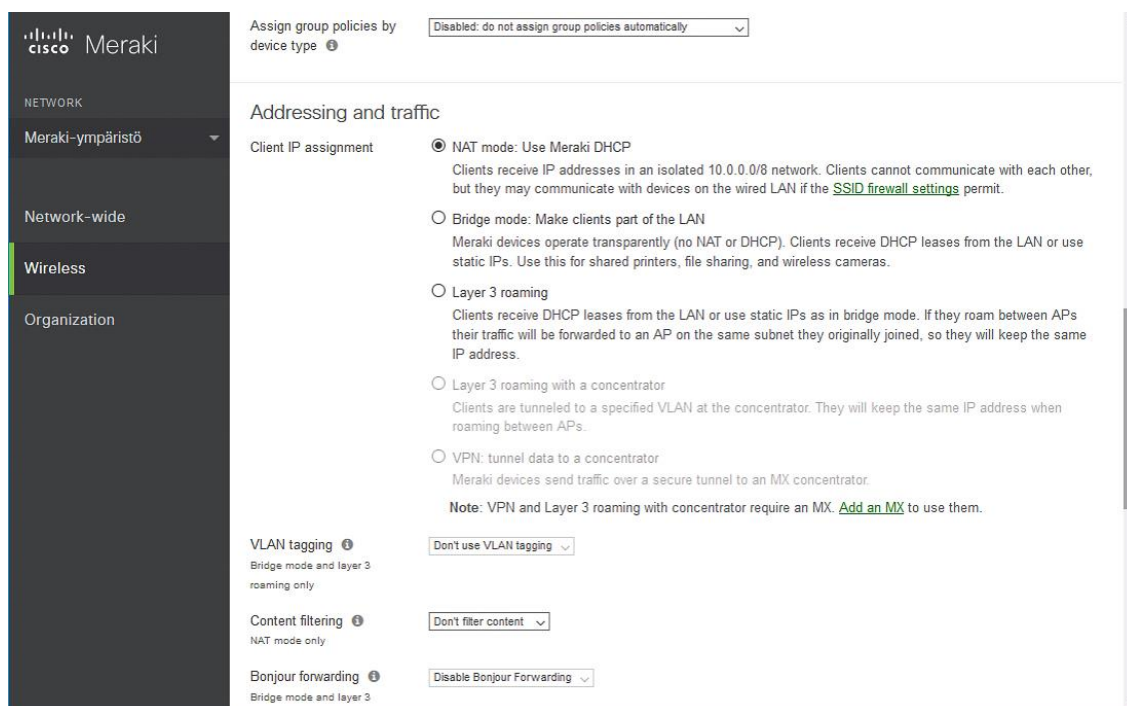 Assign group policies by
device type
Disabled: do not assign group policies automatically
cisco Meraki
NETWORK
Meraki-ympäristö
Network-wide
Wireless
Organization
Addressing and traffic
Client IP assignment
NAT mode: Use Meraki DHCP
Clients receive IP addresses in an isolated 10.0.0.0/8 network. Clients cannot communicate with each other,
but they may communicate with devices on the wired LAN if the SSID firewall settings permit.
Bridge mode: Make clients part of the LAN
Meraki devices operate transparently (no NAT or DHCP). Clients receive DHCP leases from the LAN or use
static IPs. Use this for shared printers, file sharing, and wireless cameras.
Layer 3 roaming
Clients receive DHCP leases from the LAN or use static IPs as in bridge mode. If they roam between APs
their traffic will be forwarded to an AP on the same subnet they originally joined, so they will keep the same
IP address.
Layer 3 roaming with a concentrator
Clients are tunneled to a specified VLAN at the concentrator. They will keep the same IP address when
roaming between APs.
VPN: tunnel data to a concentrator
Meraki devices send traffic over a secure tunnel to an MX concentrator.
Note: VPN and Layer 3 roaming with concentrator require an MX. Add an MX to use them.
VLAN tagging
Bridge mode and layer 3
roaming only
Don't use VLAN tagging
Content filtering
NAT mode only
Don't filter content
Bonjour forwarding
Bridge mode and layer 3
Disable Bonjour Forwarding